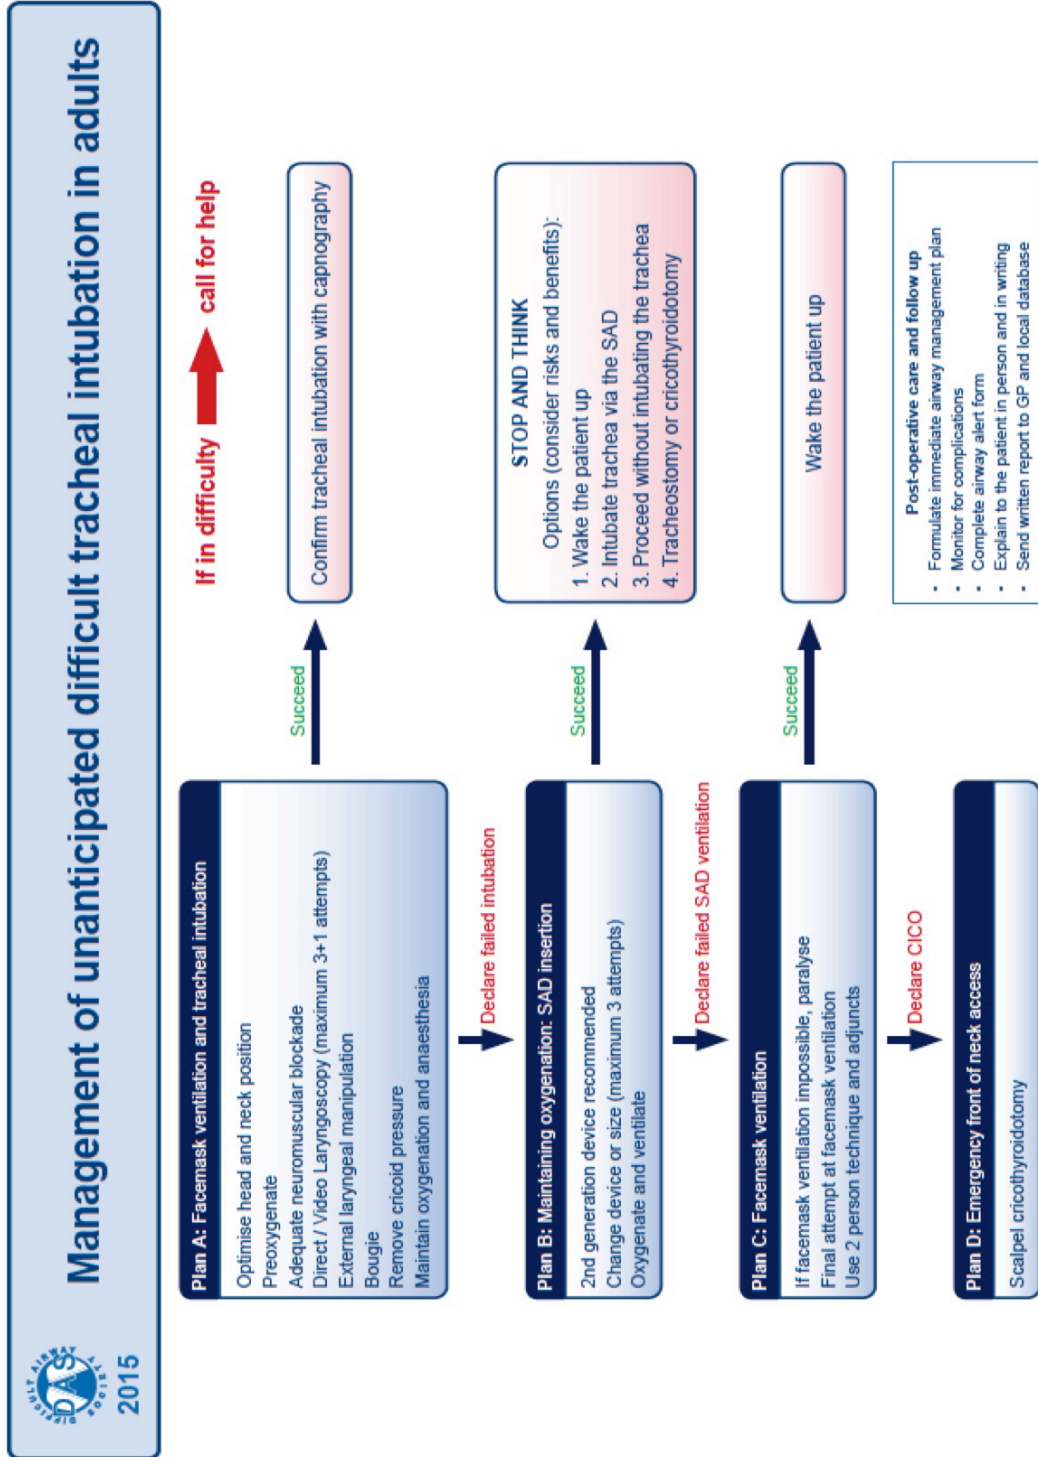 DIFFICULT AIRWAY SOCIETY
DAS
2015
Management of unanticipated difficult tracheal intubation in adults
If in difficulty
call for help
Plan A: Facemask ventilation and tracheal intubation
Optimise head and neck position
Preoxygenate
Adequate neuromuscular blockade
Direct / Video Laryngoscopy (maximum 3+1 attempts)
External laryngeal manipulation
Bougie
Remove cricoid pressure
Maintain oxygenation and anaesthesia
Succeed
Confirm tracheal intubation with capnography
Declare failed intubation
Plan B: Maintaining oxygenation: SAD insertion
2nd generation device recommended
Change device or size (maximum 3 attempts)
Oxygenate and ventilate
Succeed
STOP AND THINK
Options (consider risks and benefits):
1. Wake the patient up
2. Intubate trachea via the SAD
3. Proceed without intubating the trachea
4. Tracheostomy or cricothyroidotomy
Declare failed SAD ventilation
Plan C: Facemask ventilation
If facemask ventilation impossible, paralyse
Final attempt at facemask ventilation
Use 2 person technique and adjuncts
Succeed
Wake the patient up
Declare CICO
Plan D: Emergency front of neck access
Scalpel cricothyroidotomy
Post-operative care and follow up
▪ Formulate immediate airway management plan
▪ Monitor for complications
▪ Complete airway alert form
▪ Explain to the patient in person and in writing
▪ Send written report to GP and local database